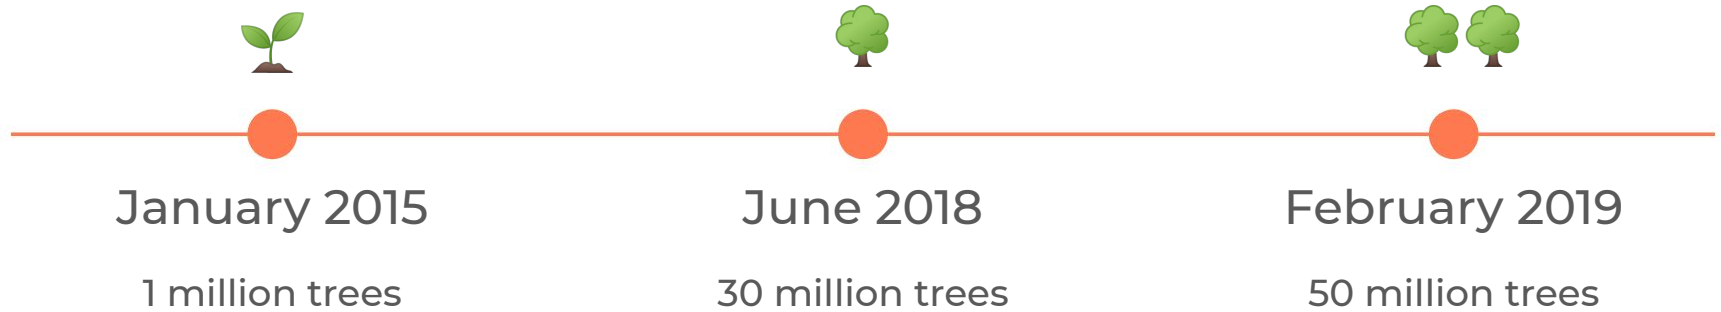 January 2015
1 million trees
June 2018
30 million trees
February 2019
50 million trees